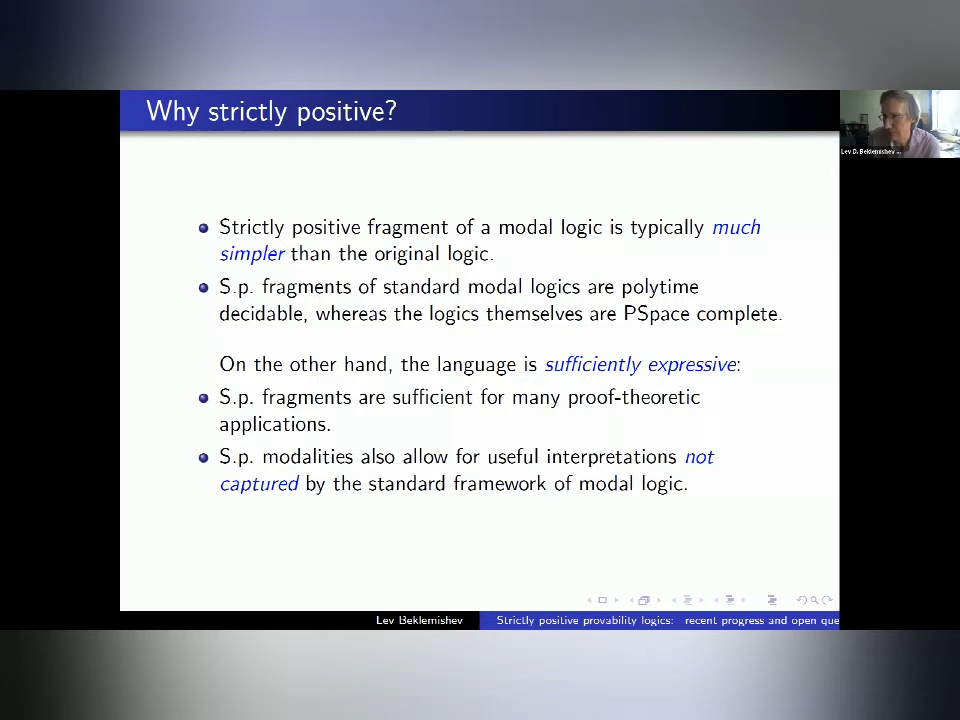 Why strictly positive?
Lev D. Beklemishev ...
Strictly positive fragment of a modal logic is typically much
simpler than the original logic.
S.p. fragments of standard modal logics are polytime
decidable, whereas the logics themselves are PSpace complete.
On the other hand, the language is sufficiently expressive:
S.p. fragments are sufficient for many proof-theoretic
applications.
S.p. modalities also allow for useful interpretations not
captured by the standard framework of modal logic.
Lev Beklemishev
Strictly positive provability logics: recent progress and open que